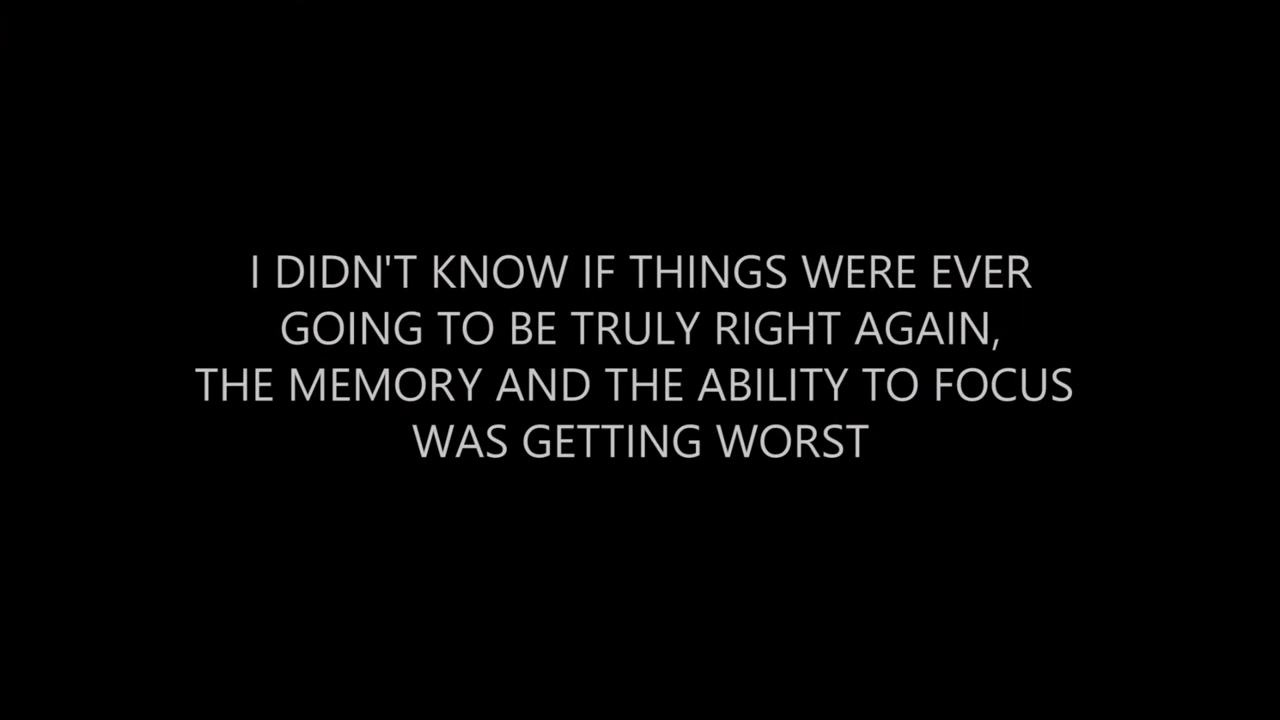 I DIDN'T KNOW IF THINGS WERE EVER
GOING TO BE TRULY RIGHT AGAIN,
THE MEMORY AND THE ABILITY TO FOCUS
WAS GETTING WORST